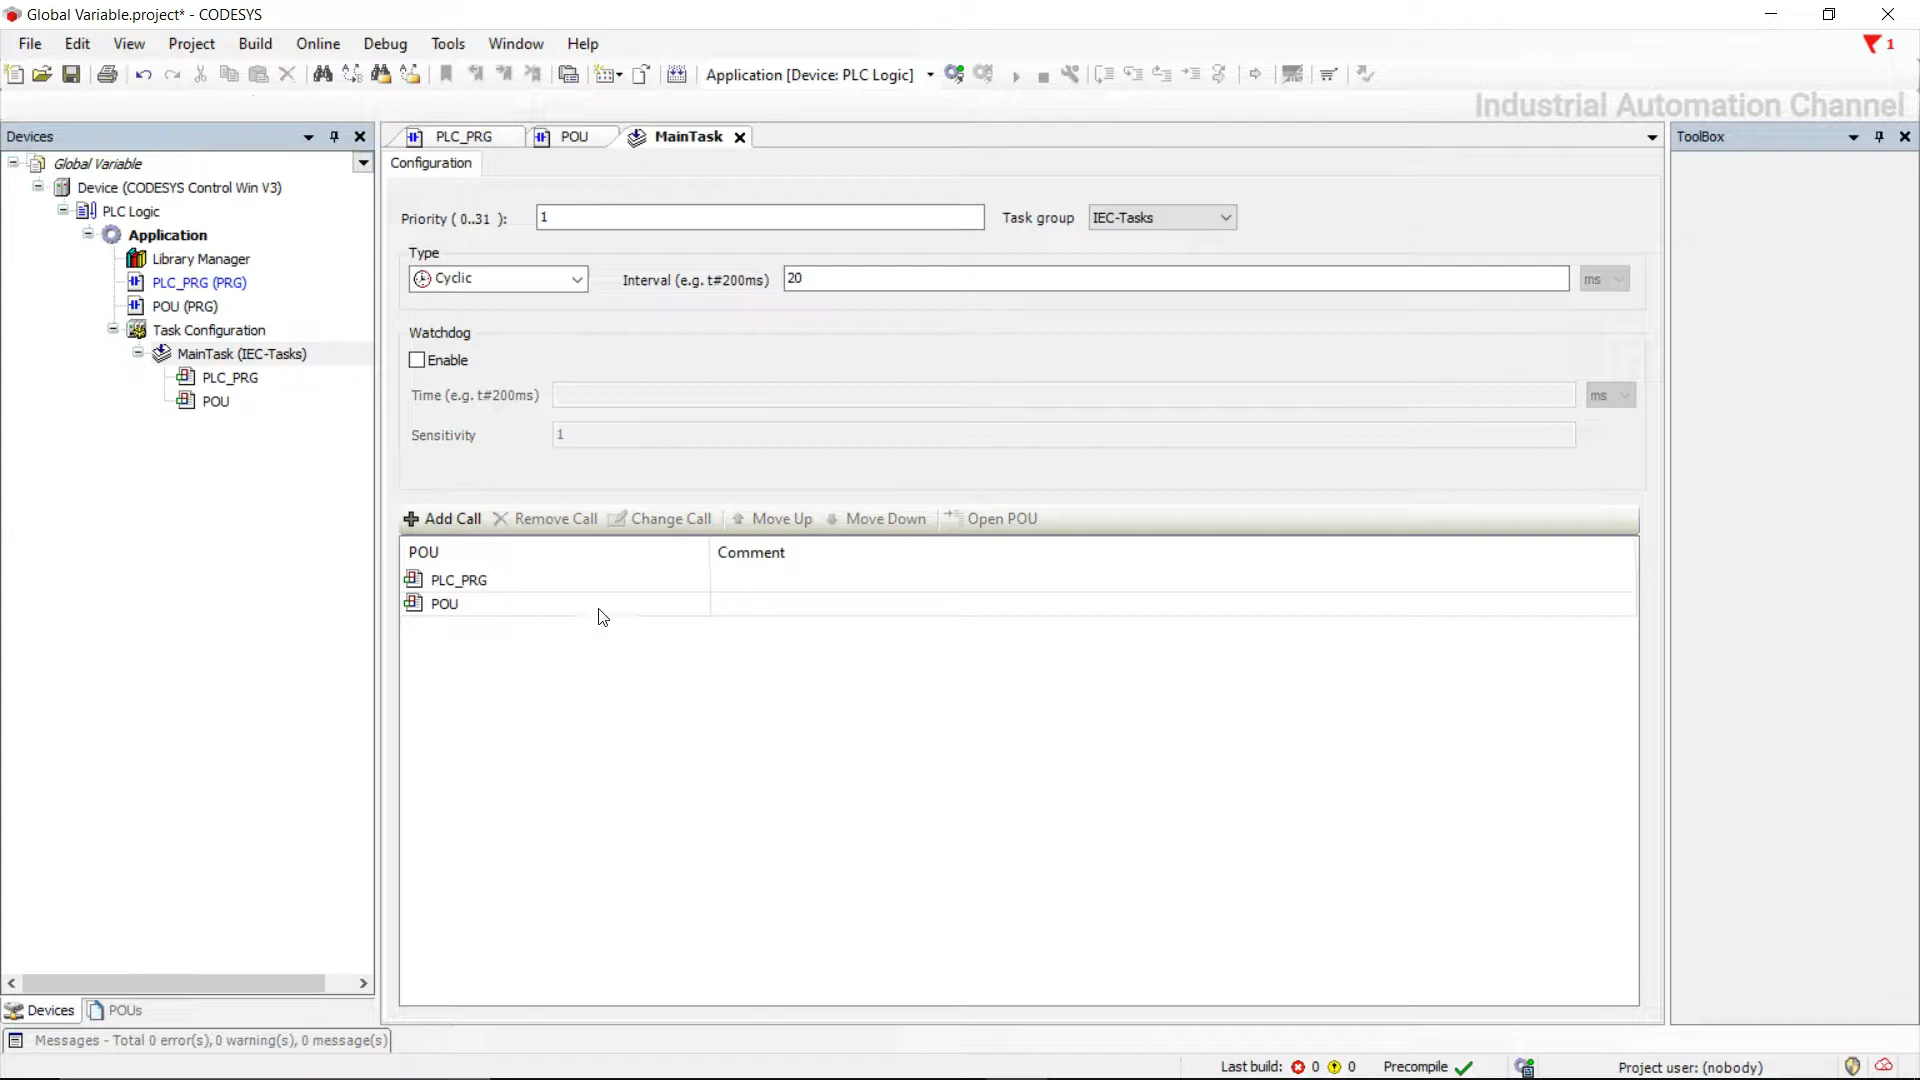 Global Variable.project* - CODESYS
File Edit View Project Build Online Debug Tools Window Help
1
Application [Device: PLC Logic]
Industrial Automation Channel
Devices
Global Variable
Device (CODESYS Control Win V3)
PLC Logic
Application
Library Manager
PLC_PRG (PRG)
POU (PRG)
Task Configuration
MainTask (IEC-Tasks)
PLC_PRG
POU
Devices POUs
PLC_PRG POU MainTask
Configuration
Priority ( 0..31 ): 1 Task group IEC-Tasks
Type
Cyclic Interval (e.g. t#200ms) 20 ms
Watchdog
Enable
Time (e.g. t#200ms) ms
Sensitivity 1
Add Call Remove Call Change Call Move Up Move Down Open POU
POU Comment
PLC_PRG
POU
ToolBox
Messages - Total 0 error(s), 0 warning(s), 0 message(s)
Last build: 0 0 Precompile Project user: (nobody)